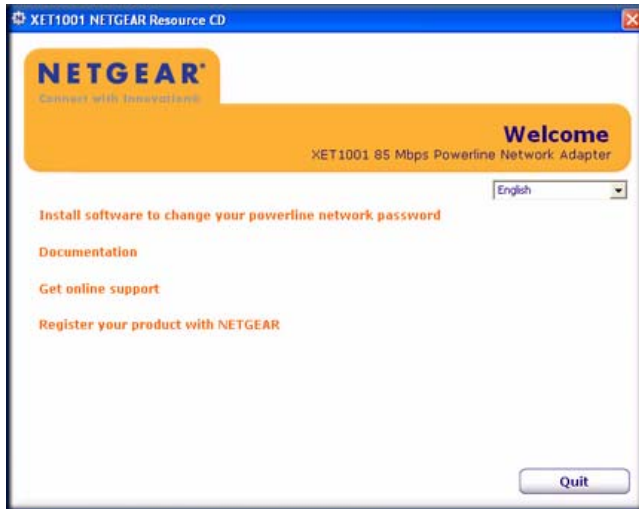 XET1001 NETGEAR Resource CD
NETGEAR®
Connect with Innovation®
Welcome
XET1001 85 Mbps Powerline Network Adapter
English
Install software to change your powerline network password
Documentation
Get online support
Register your product with NETGEAR
Quit